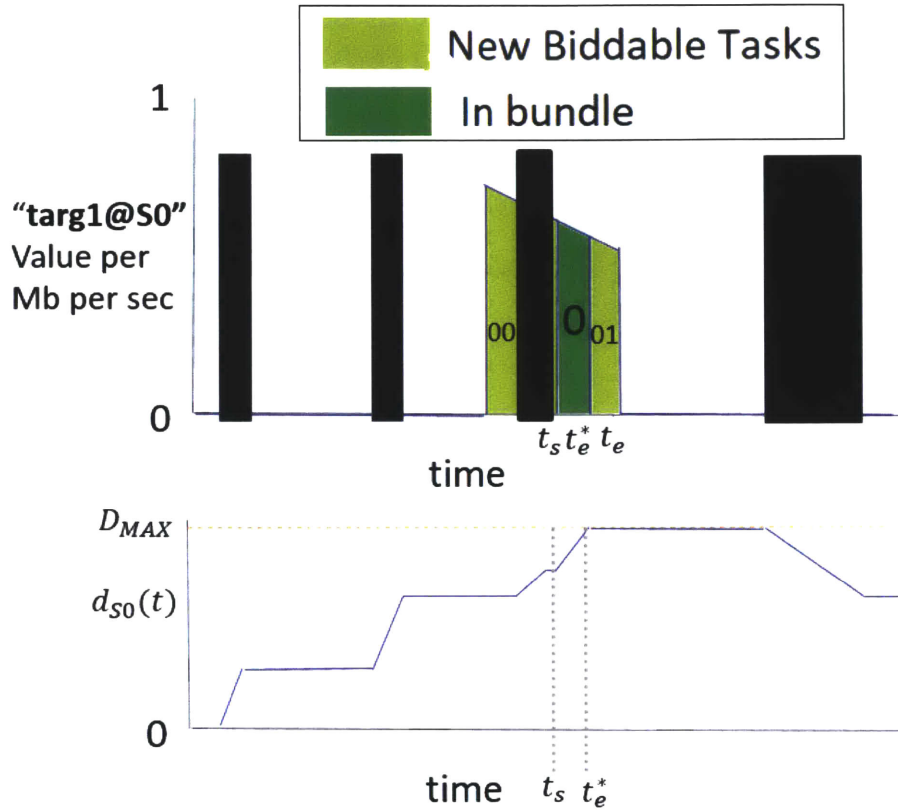 New Biddable Tasks
In bundle
1
“targ1@S0”
Value per
Mb per sec
00
0
01
0
t_s t_e^* t_e
time
D_MAX
d_S0(t)
0
time
t_s t_e^*